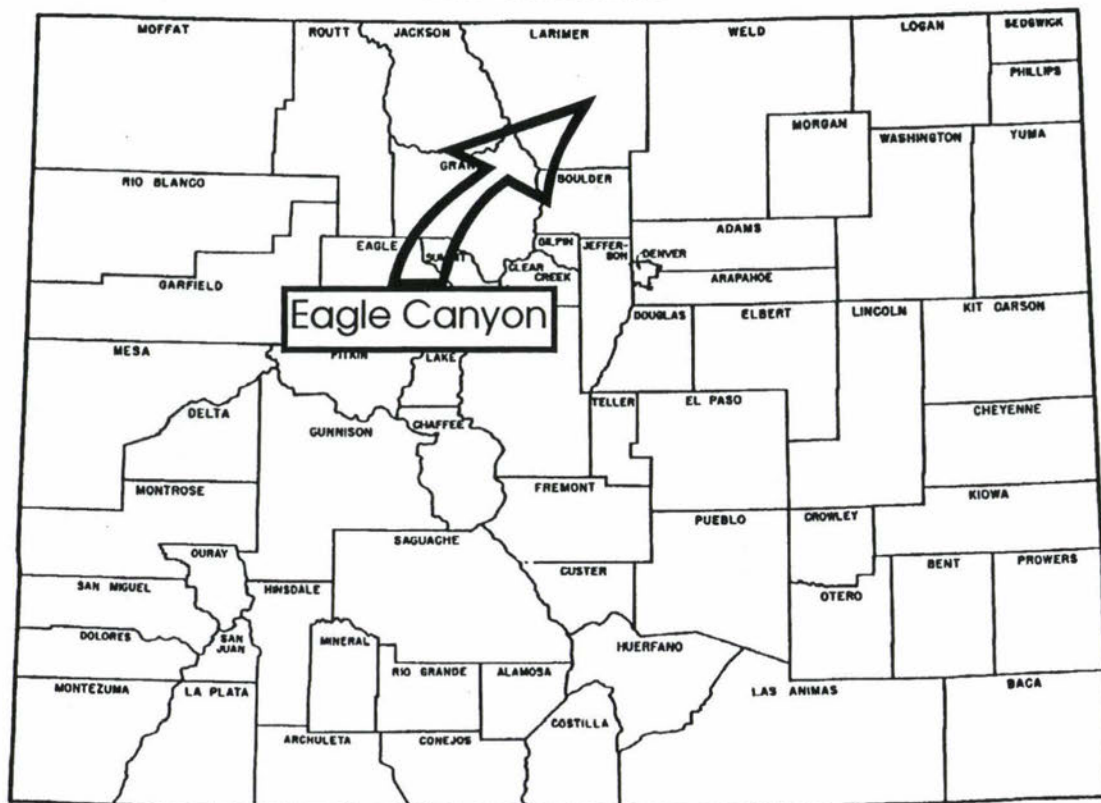 MOFFAT
ROUTT
JACKSON
LARIMER
WELD
LOGAN
SEDGWICK
PHILLIPS
MORGAN
WASHINGTON
YUMA
RIO BLANCO
BOULDER
ADAMS
EAGLE
GILPIN
JEFFER-
SON
DENVER
CLEAR
CREEK
ARAPAHOE
GARFIELD
Eagle Canyon
DOUGLAS
ELBERT
LINCOLN
KIT CARSON
MESA
PITKIN
LAKE
DELTA
GUNNISON
CHAFFEE
TELLER
EL PASO
CHEYENNE
MONTROSE
FREMONT
KIOWA
OURAY
SAGUACHE
PUEBLO
CROWLEY
SAN MIGUEL
HINSDALE
CUSTER
OTERO
BENT
PROWERS
DOLORES
SAN
JUAN
MINERAL
HUERFANO
MONTEZUMA
LA PLATA
RIO GRANDE
ALAMOSA
LAS ANIMAS
BACA
ARCHULETA
CONEJOS
COSTILLA